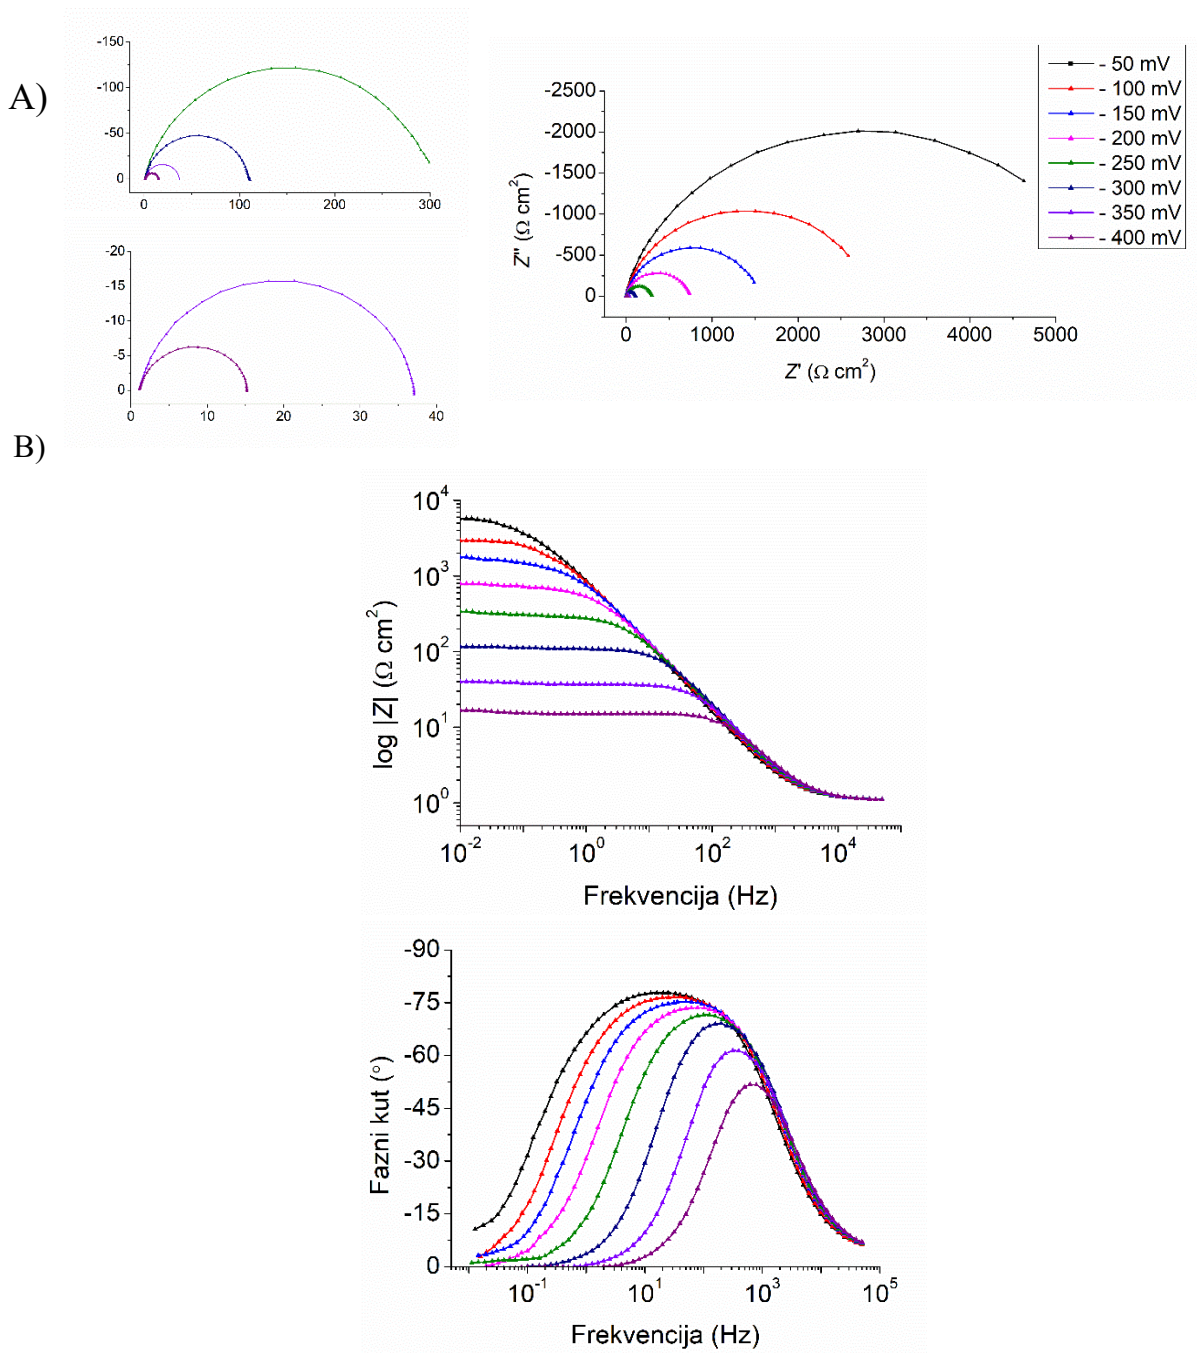 A)
-150
-100
-50
0
0 100 200 300
-20
-15
-10
-5
0
0 10 20 30 40
-2500
-2000
-1500
-1000
-500
0
0 1000 2000 3000 4000 5000
Z'' (Ω cm²)
Z' (Ω cm²)
- 50 mV
- 100 mV
- 150 mV
- 200 mV
- 250 mV
- 300 mV
- 350 mV
- 400 mV
B)
10⁴
10³
10²
10¹
10⁰
log |Z| (Ω cm²)
10⁻² 10⁰ 10² 10⁴
Frekvencija (Hz)
-90
-75
-60
-45
-30
-15
0
Fazni kut (°)
10⁻¹ 10¹ 10³ 10⁵
Frekvencija (Hz)